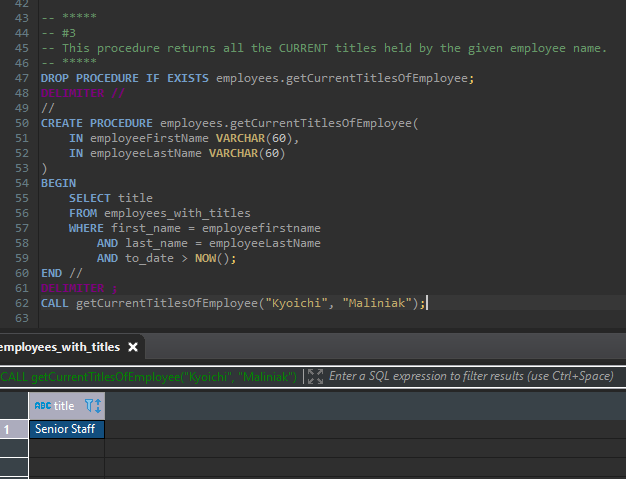 42
43 -- *****
44 -- #3
45 -- This procedure returns all the CURRENT titles held by the given employee name.
46 -- *****
47 DROP PROCEDURE IF EXISTS employees.getCurrentTitlesOfEmployee;
48 DELIMITER //
49 //
50 CREATE PROCEDURE employees.getCurrentTitlesOfEmployee(
51 IN employeeFirstName VARCHAR(60),
52 IN employeeLastName VARCHAR(60)
53 )
54 BEGIN
55 SELECT title
56 FROM employees_with_titles
57 WHERE first_name = employeefirstname
58 AND last_name = employeeLastName
59 AND to_date > NOW();
60 END //
61 DELIMITER ;
62 CALL getCurrentTitlesOfEmployee("Kyoichi", "Maliniak");
63
employees_with_titles
CALL getCurrentTitlesOfEmployee("Kyoichi", "Maliniak") Enter a SQL expression to filter results (use Ctrl+Space)
ABC title
1 Senior Staff